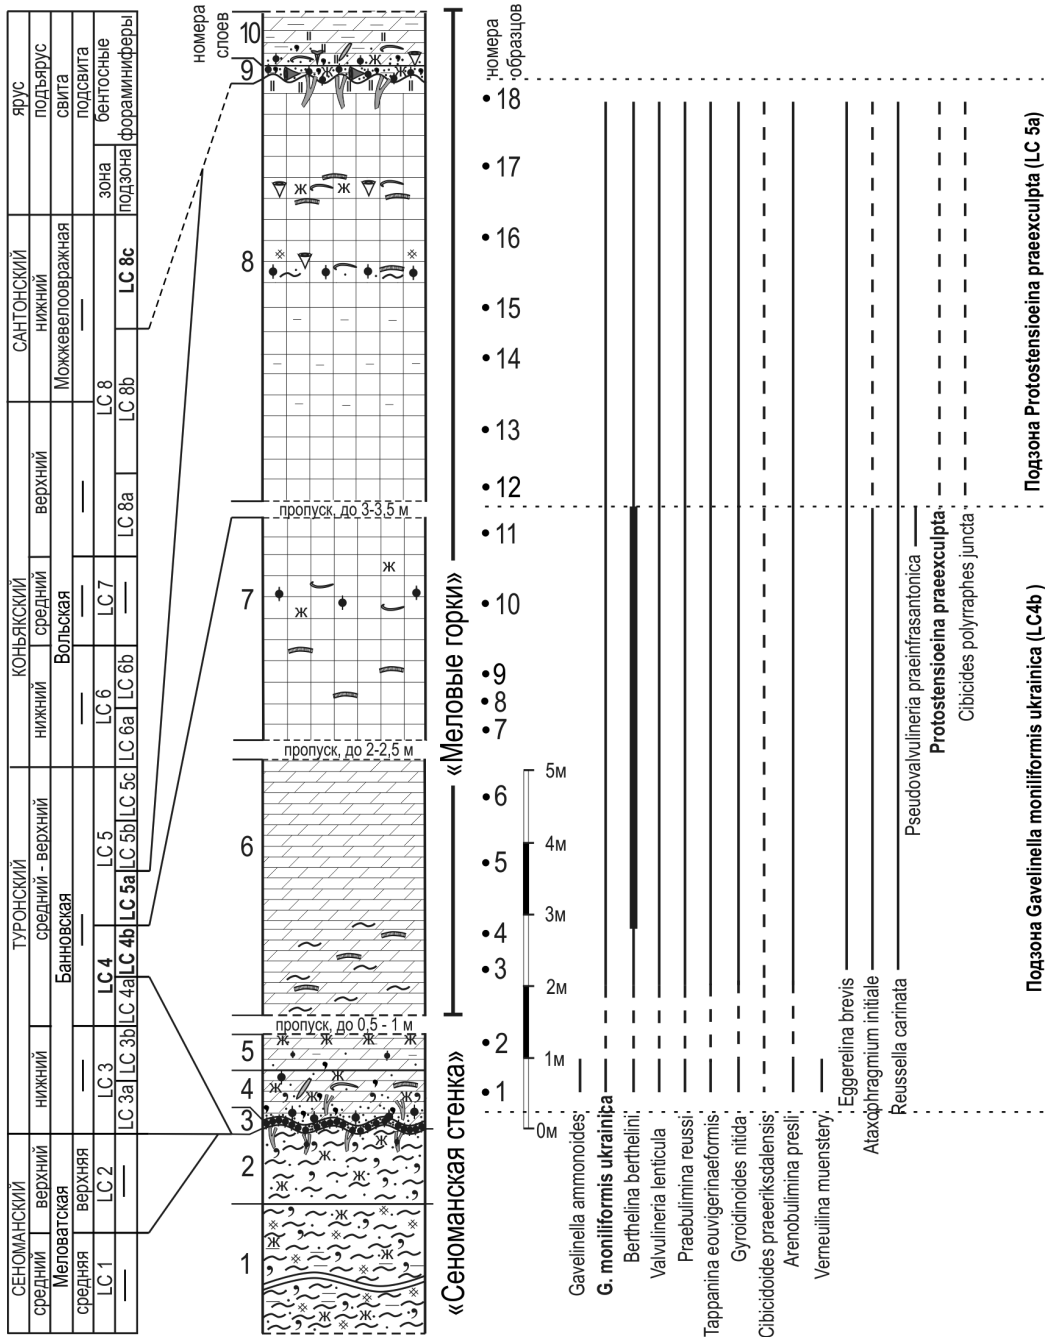 ярус
подъярус
свита
подсвита
бентосные
фораминиферы
зона
подзона
САНТОНСКИЙ
нижний
Можжевелоовражная
LC 8
LC 8c
LC 8b
LC 8a
КОНЬЯКСКИЙ
верхний
средний
нижний
Вольская
LC 7
LC 6
LC 6b
LC 6a
ТУРОНСКИЙ
средний - верхний
нижний
Банновская
LC 5
LC 5c
LC 5b
LC 5a
LC 4
LC 4b
LC 4a
LC 3
LC 3b
LC 3a
СЕНОМАНСКИЙ
верхний
средний
Меловатская
верхняя
средняя
LC 2
LC 1
номера
слоев
10
9
8
пропуск, до 3-3,5 м
7
пропуск, до 2-2,5 м
6
пропуск, до 0,5 - 1 м
5
4
3
2
1
«Меловые горки»
«Сеноманская стенка»
номера
образцов
18
17
16
15
14
13
12
11
10
9
8
7
6
5
4
3
2
1
5м
4м
3м
2м
1м
0м
Gavelinella ammonoides
G. moniliformis ukrainica
Berthelina berthelini
Valvulineria lenticula
Praebulimina reussi
Tappanina eouvigerinaeformis
Gyroidinoides nitida
Cibicidoides praeeriksdalensis
Arenobulimina presli
Verneuilina muenstery
Eggerelina brevis
Ataxophragmium initiale
Reussella carinata
Pseudovalvulineria praeinfrasantonica
Protostensioeina praeexculpta
Cibicides polyrraphes juncta
Подзона Protostensioeina praeexculpta (LC 5a)
Подзона Gavelinella moniliformis ukrainica (LC4b)